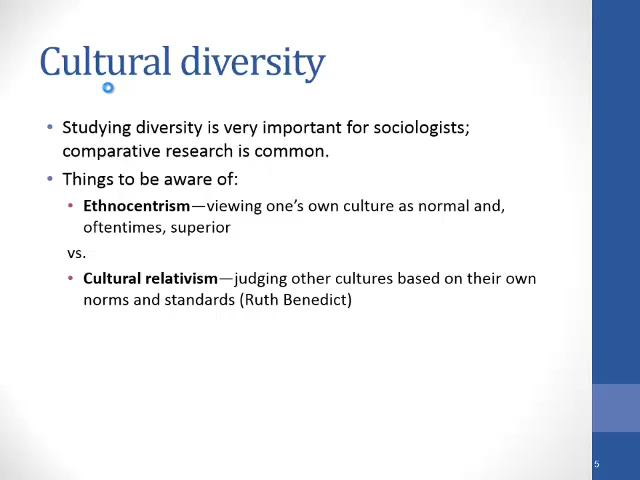 Cultural diversity
• Studying diversity is very important for sociologists;
comparative research is common.
• Things to be aware of:
• Ethnocentrism—viewing one's own culture as normal and,
oftentimes, superior
vs.
• Cultural relativism—judging other cultures based on their own
norms and standards (Ruth Benedict)
5